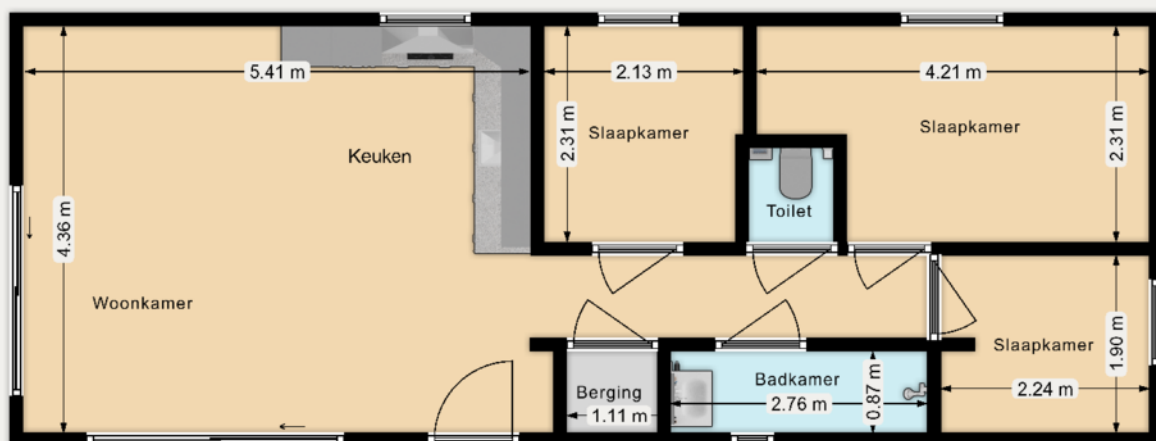 5.41 m
2.13 m
4.21 m
2.31 m
Slaapkamer
Slaapkamer
2.31 m
Keuken
4.36 m
Toilet
Woonkamer
Slaapkamer
1.90 m
Berging
Badkamer
0.87 m
2.24 m
1.11 m
2.76 m